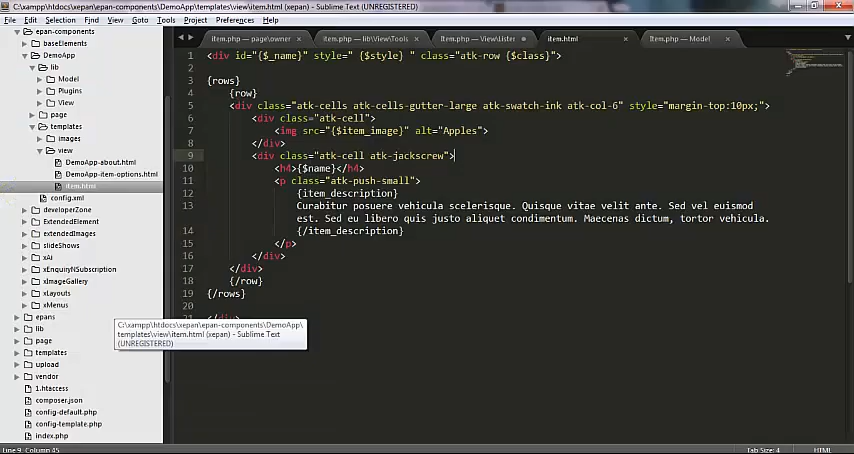 C:\xampp\htdocs\xepan\epan-components\DemoApp\templates\view\item.html (xepan) - Sublime Text (UNREGISTERED)
File Edit Selection Find View Goto Tools Project Preferences Help
epan-components
baseElements
DemoApp
lib
Model
Plugins
View
page
templates
images
view
DemoApp-about.html
DemoApp-item-options.html
item.html
config.xml
developerZone
ExtendedElement
extendedImages
slideShows
xAi
xEnquiryNSubscription
xImageGallery
xLayouts
xMenus
epans
lib
page
templates
upload
vendor
1.htaccess
composer.json
config-default.php
config-template.php
index.php
item.php — page\owner × item.php — lib\View\Tools × Item.php — View\Lister item.html × Item.php — Model ×
1 <div id="{$_name}" style=" {$style} " class="atk-row {$class}">
2
3 {rows}
4 {row}
5 <div class="atk-cells atk-cells-gutter-large atk-swatch-ink atk-col-6" style="margin-top:10px;">
6 <div class="atk-cell">
7 <img src="{$item_image}" alt="Apples">
8 </div>
9 <div class="atk-cell atk-jackscrew">
10 <h4>{$name}</h4>
11 <p class="atk-push-small">
12 {item_description}
13 Curabitur posuere vehicula scelerisque. Quisque vitae velit ante. Sed vel euismod
est. Sed eu libero quis justo aliquet condimentum. Maecenas dictum, tortor vehicula.
14 {/item_description}
15 </p>
16 </div>
17 </div>
18 {/row}
19 {/rows}
20
21 </div>
C:\xampp\htdocs\xepan\epan-components\DemoApp\
templates\view\item.html (xepan) - Sublime Text
(UNREGISTERED)
Line 9, Column 45 Tab Size: 4 HTML